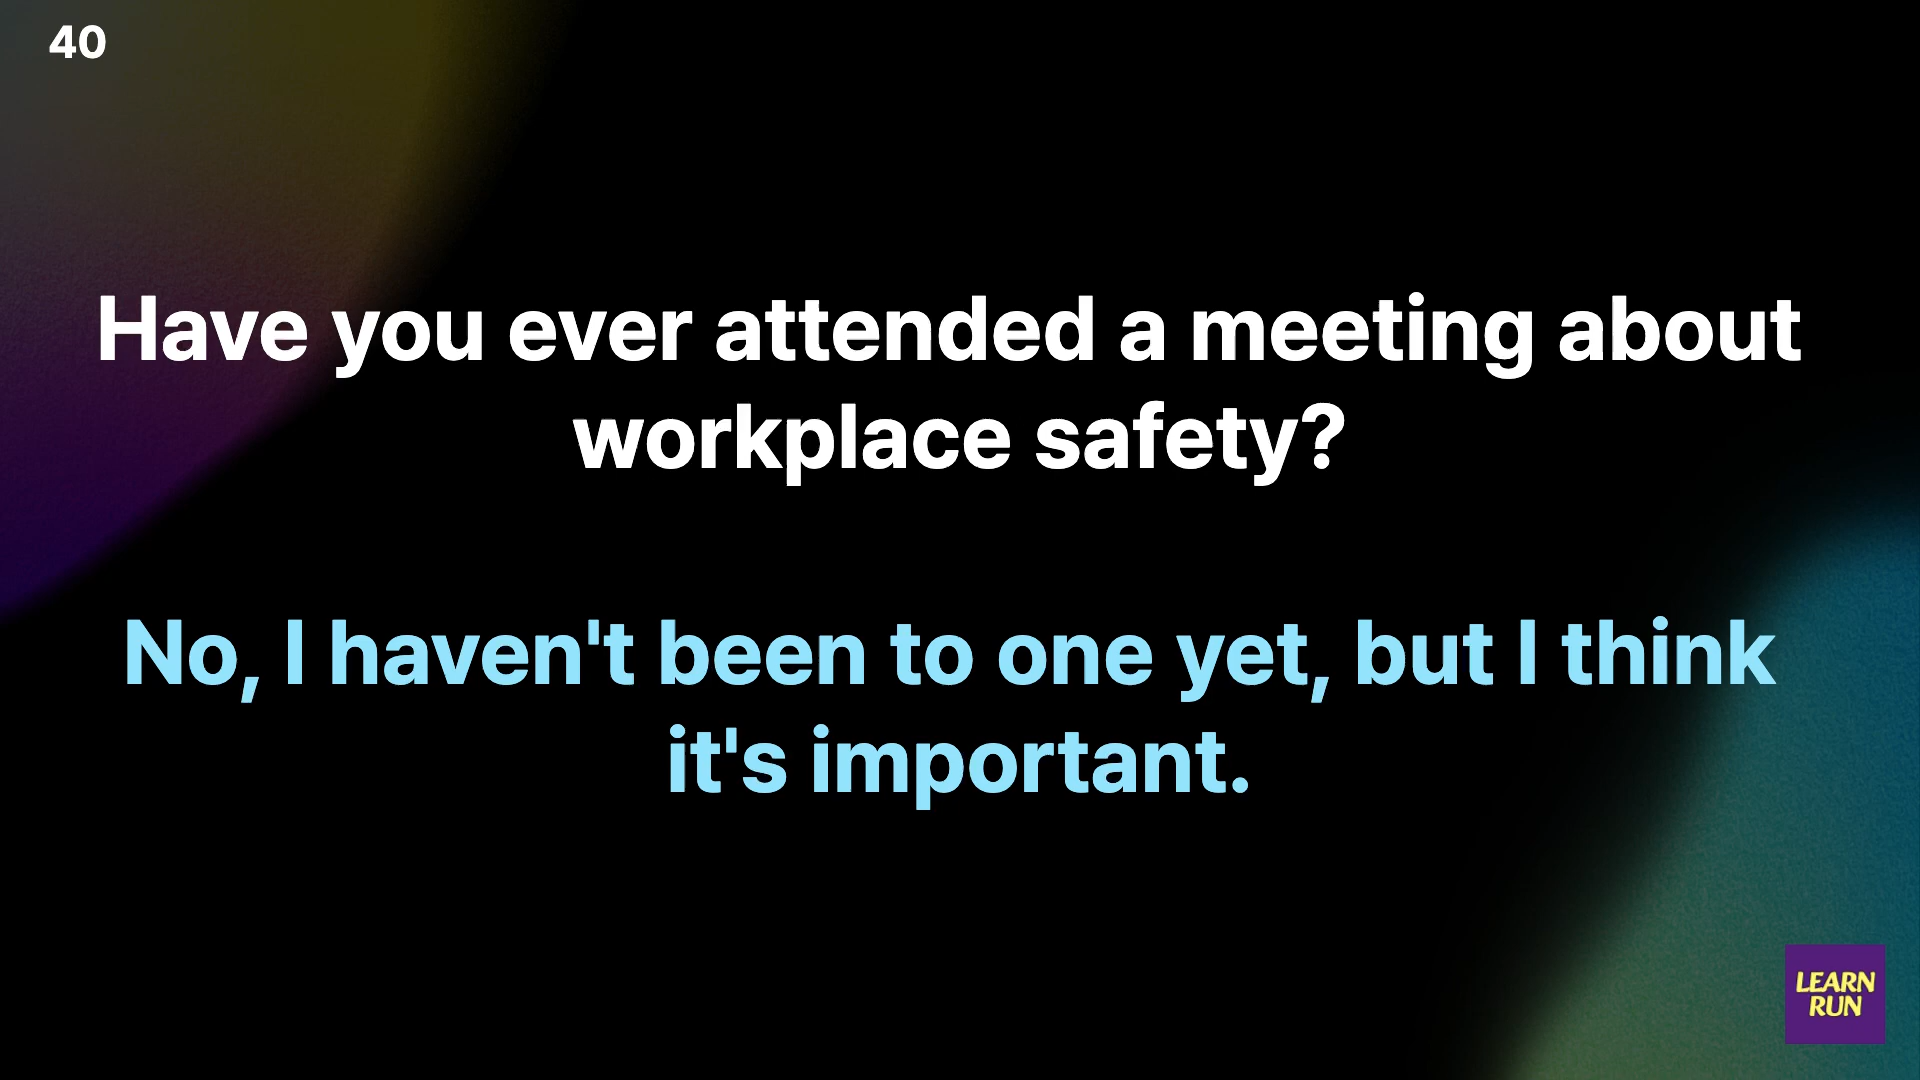 40
Have you ever attended a meeting about
workplace safety?
No, I haven't been to one yet, but I think
it's important.
LEARN
RUN